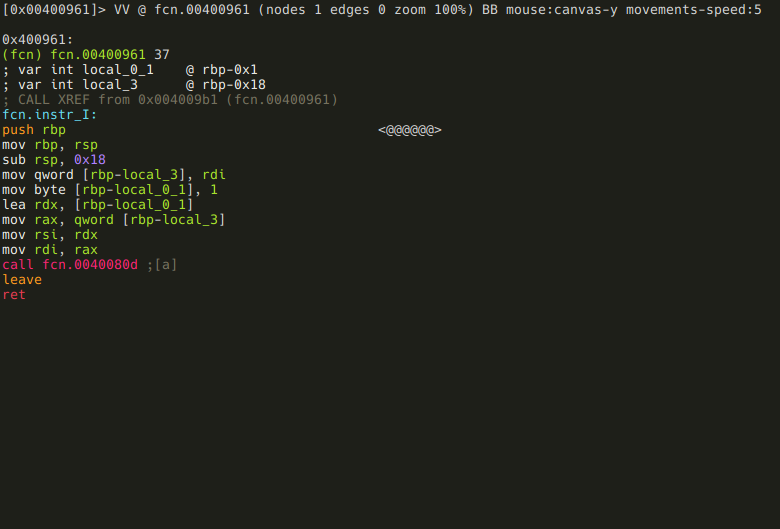 [0x00400961]> VV @ fcn.00400961 (nodes 1 edges 0 zoom 100%) BB mouse:canvas-y movements-speed:5
0x400961:
(fcn) fcn.00400961 37
; var int local_0_1    @ rbp-0x1
; var int local_3      @ rbp-0x18
; CALL XREF from 0x004009b1 (fcn.00400961)
fcn.instr_I:
push rbp    <@@@@@@>
mov rbp, rsp
sub rsp, 0x18
mov qword [rbp-local_3], rdi
mov byte [rbp-local_0_1], 1
lea rdx, [rbp-local_0_1]
mov rax, qword [rbp-local_3]
mov rsi, rdx
mov rdi, rax
call fcn.0040080d ;[a]
leave
ret